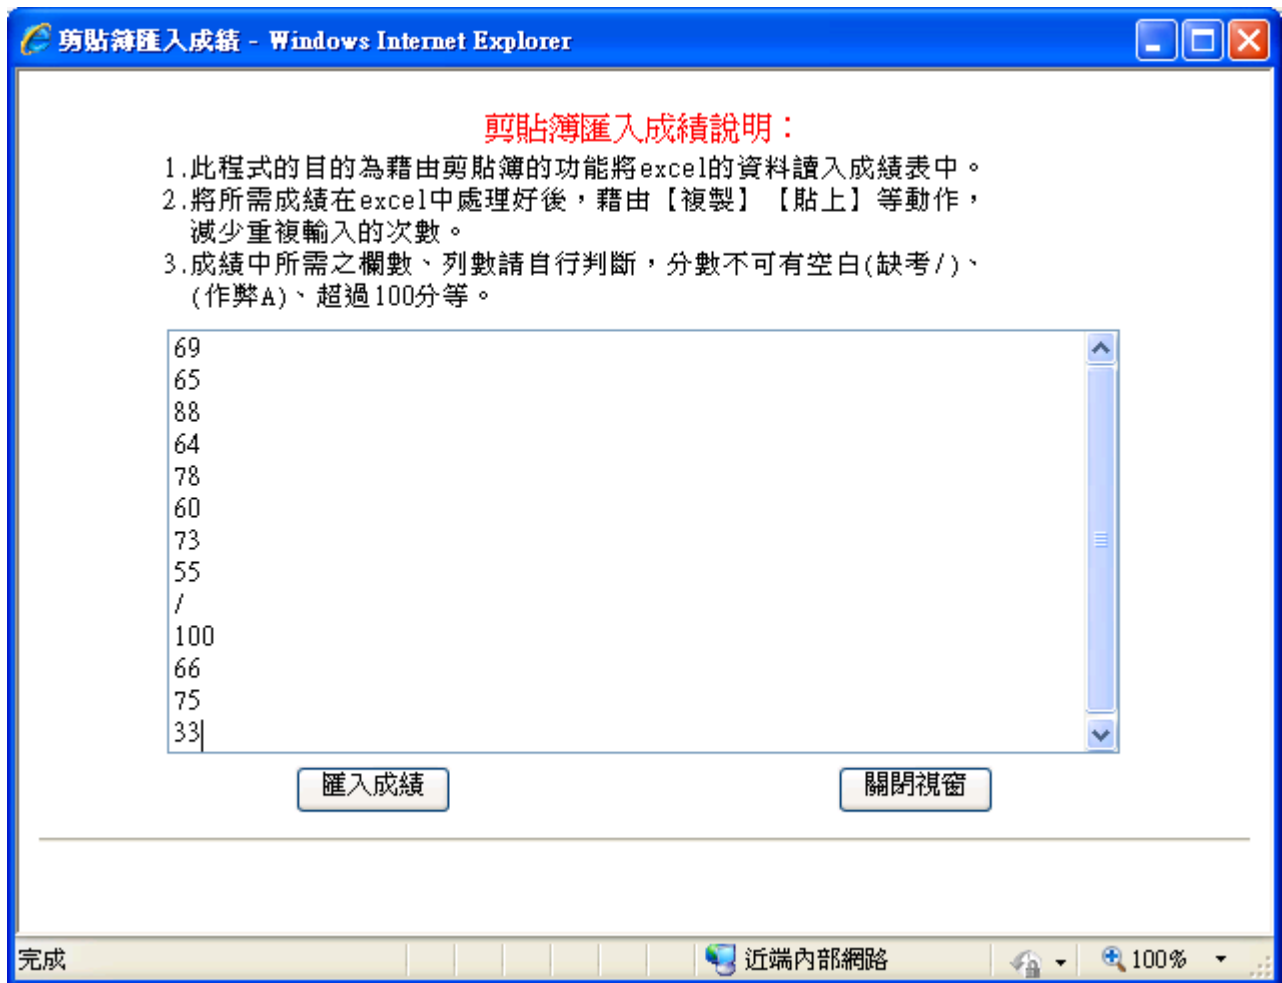 剪貼簿匯入成績 - Windows Internet Explorer
剪貼簿匯入成績說明：
1.此程式的目的為藉由剪貼簿的功能將excel的資料讀入成績表中。
2.將所需成績在excel中處理好後，藉由【複製】【貼上】等動作，
減少重複輸入的次數。
3.成績中所需之欄數、列數請自行判斷，分數不可有空白(缺考/)、
(作弊A)、超過100分等。
69
65
88
64
78
60
73
55
/
100
66
75
33
匯入成績 關閉視窗
完成 近端內部網路 100%